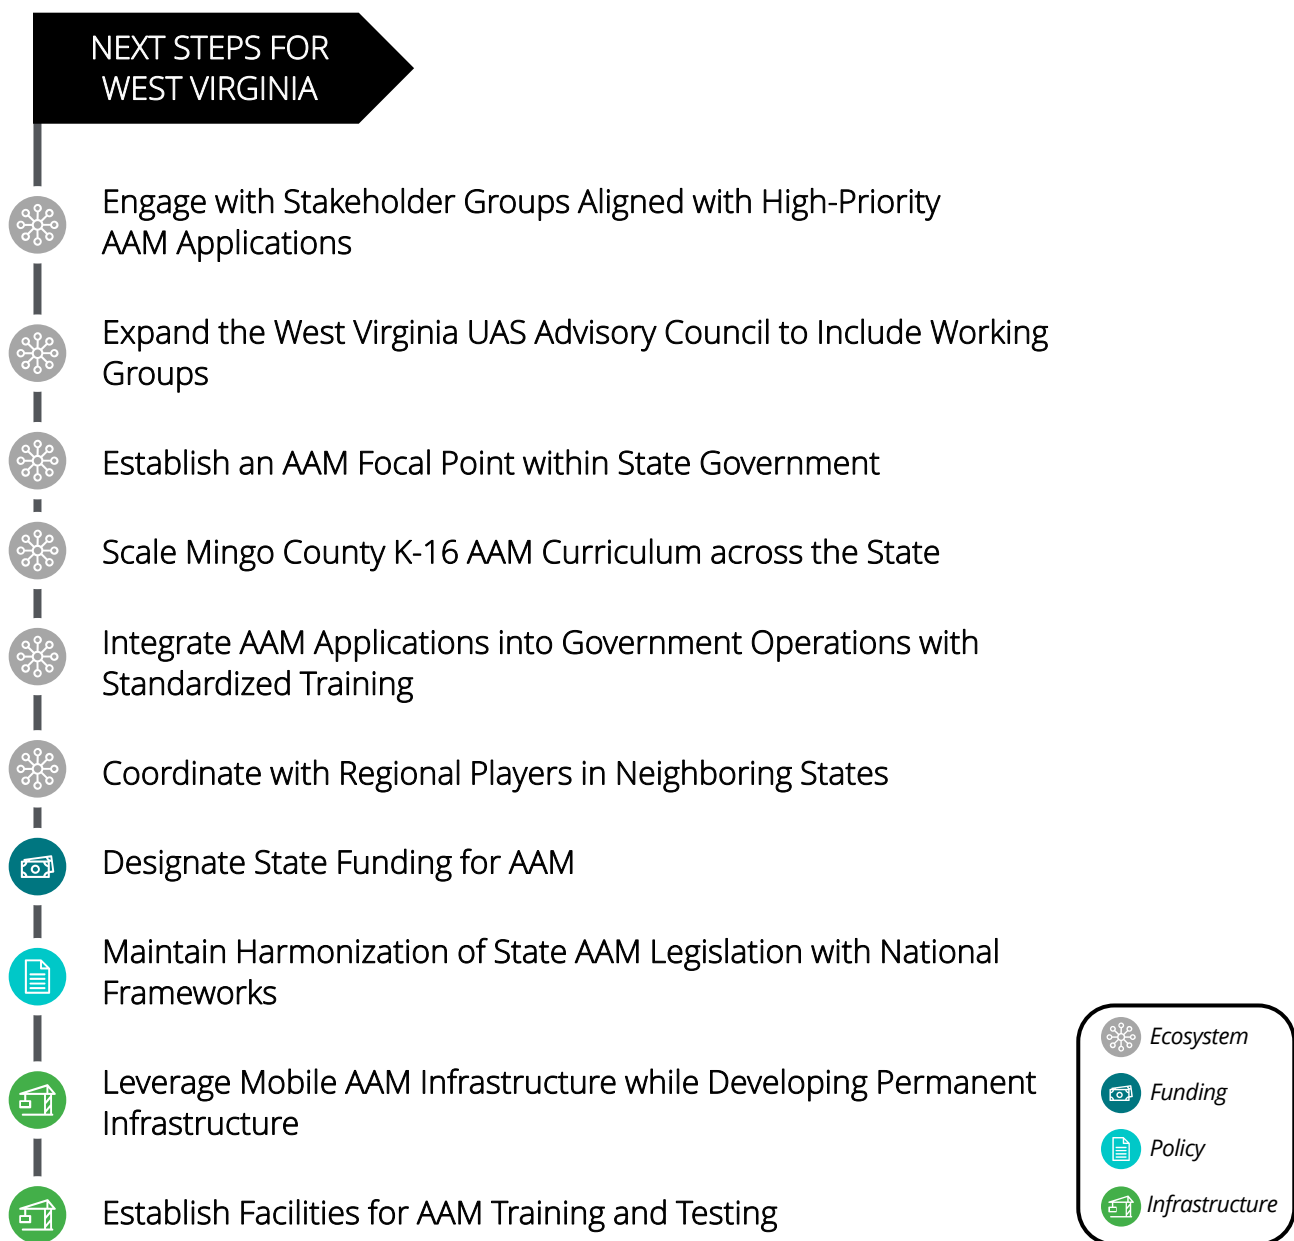 NEXT STEPS FOR
WEST VIRGINIA
Engage with Stakeholder Groups Aligned with High-Priority
AAM Applications
Expand the West Virginia UAS Advisory Council to Include Working
Groups
Establish an AAM Focal Point within State Government
Scale Mingo County K-16 AAM Curriculum across the State
Integrate AAM Applications into Government Operations with
Standardized Training
Coordinate with Regional Players in Neighboring States
Designate State Funding for AAM
Maintain Harmonization of State AAM Legislation with National
Frameworks
Leverage Mobile AAM Infrastructure while Developing Permanent
Infrastructure
Establish Facilities for AAM Training and Testing
Ecosystem
Funding
Policy
Infrastructure